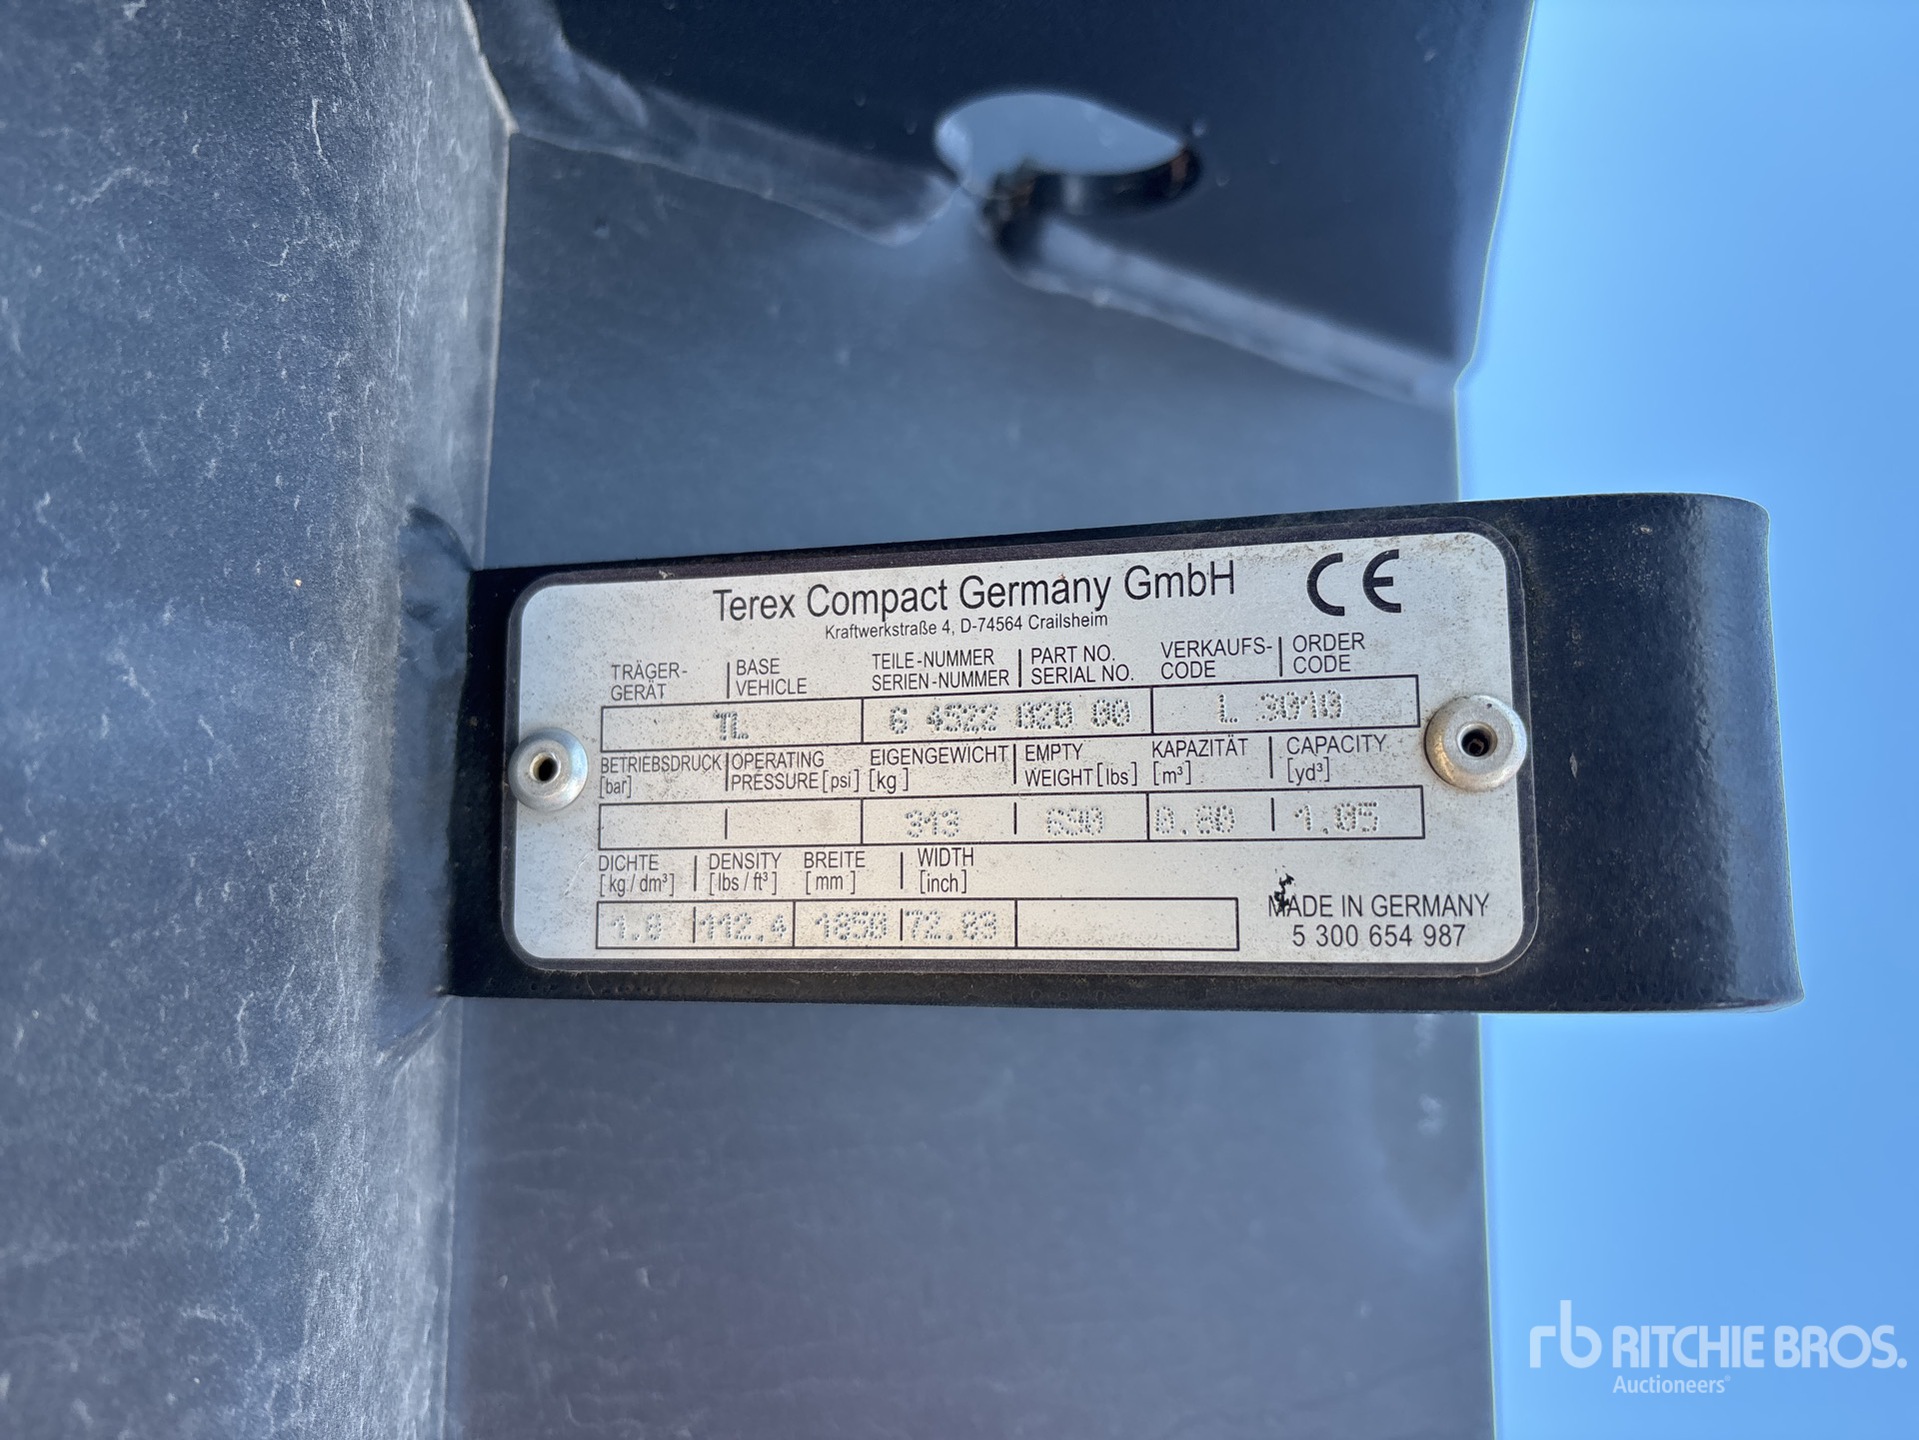 Terex Compact Germany GmbH CE
Kraftwerkstraße 4, D-74564 Crailsheim
TRÄGER- | BASE TEILE-NUMMER | PART NO. VERKAUFS- | ORDER
GERÄT | VEHICLE SERIEN-NUMMER | SERIAL NO. CODE | CODE
TL 6 4522 020 00 L 3010
BETRIEBSDRUCK | OPERATING EIGENGEWICHT | EMPTY KAPAZITÄT | CAPACITY
[bar] | PRESSURE [psi] [kg] | WEIGHT [lbs] [m³] | [yd³]
313 | 690 0.80 | 1.05
DICHTE | DENSITY BREITE | WIDTH
[kg/dm³] | [lbs/ft³] [mm] | [inch]
1.8 | 112.4 1850 | 72.83
MADE IN GERMANY
5 300 654 987
rb RITCHIE BROS.
Auctioneers